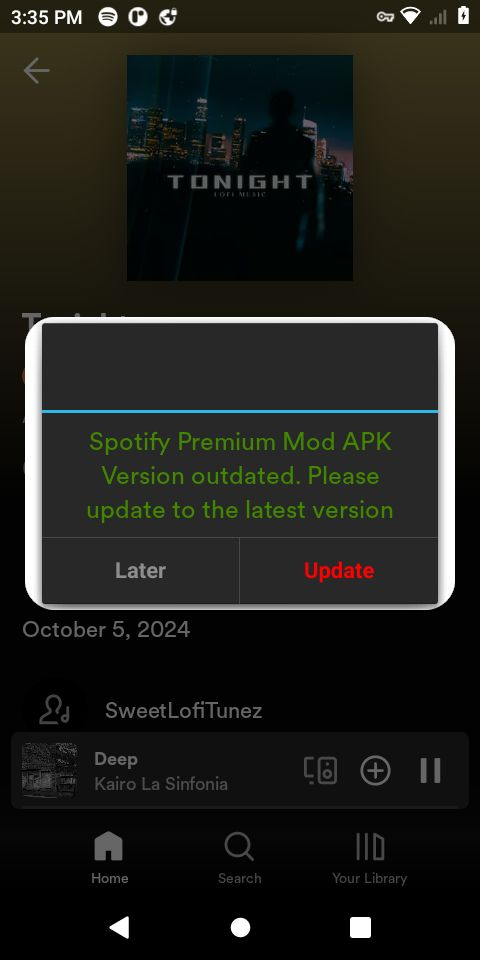 3:35 PM
TONIGHT
LOFI MUSIC
Spotify Premium Mod APK
Version outdated. Please
update to the latest version
Later
Update
October 5, 2024
SweetLofiTunez
Deep
Kairo La Sinfonia
Home
Search
Your Library